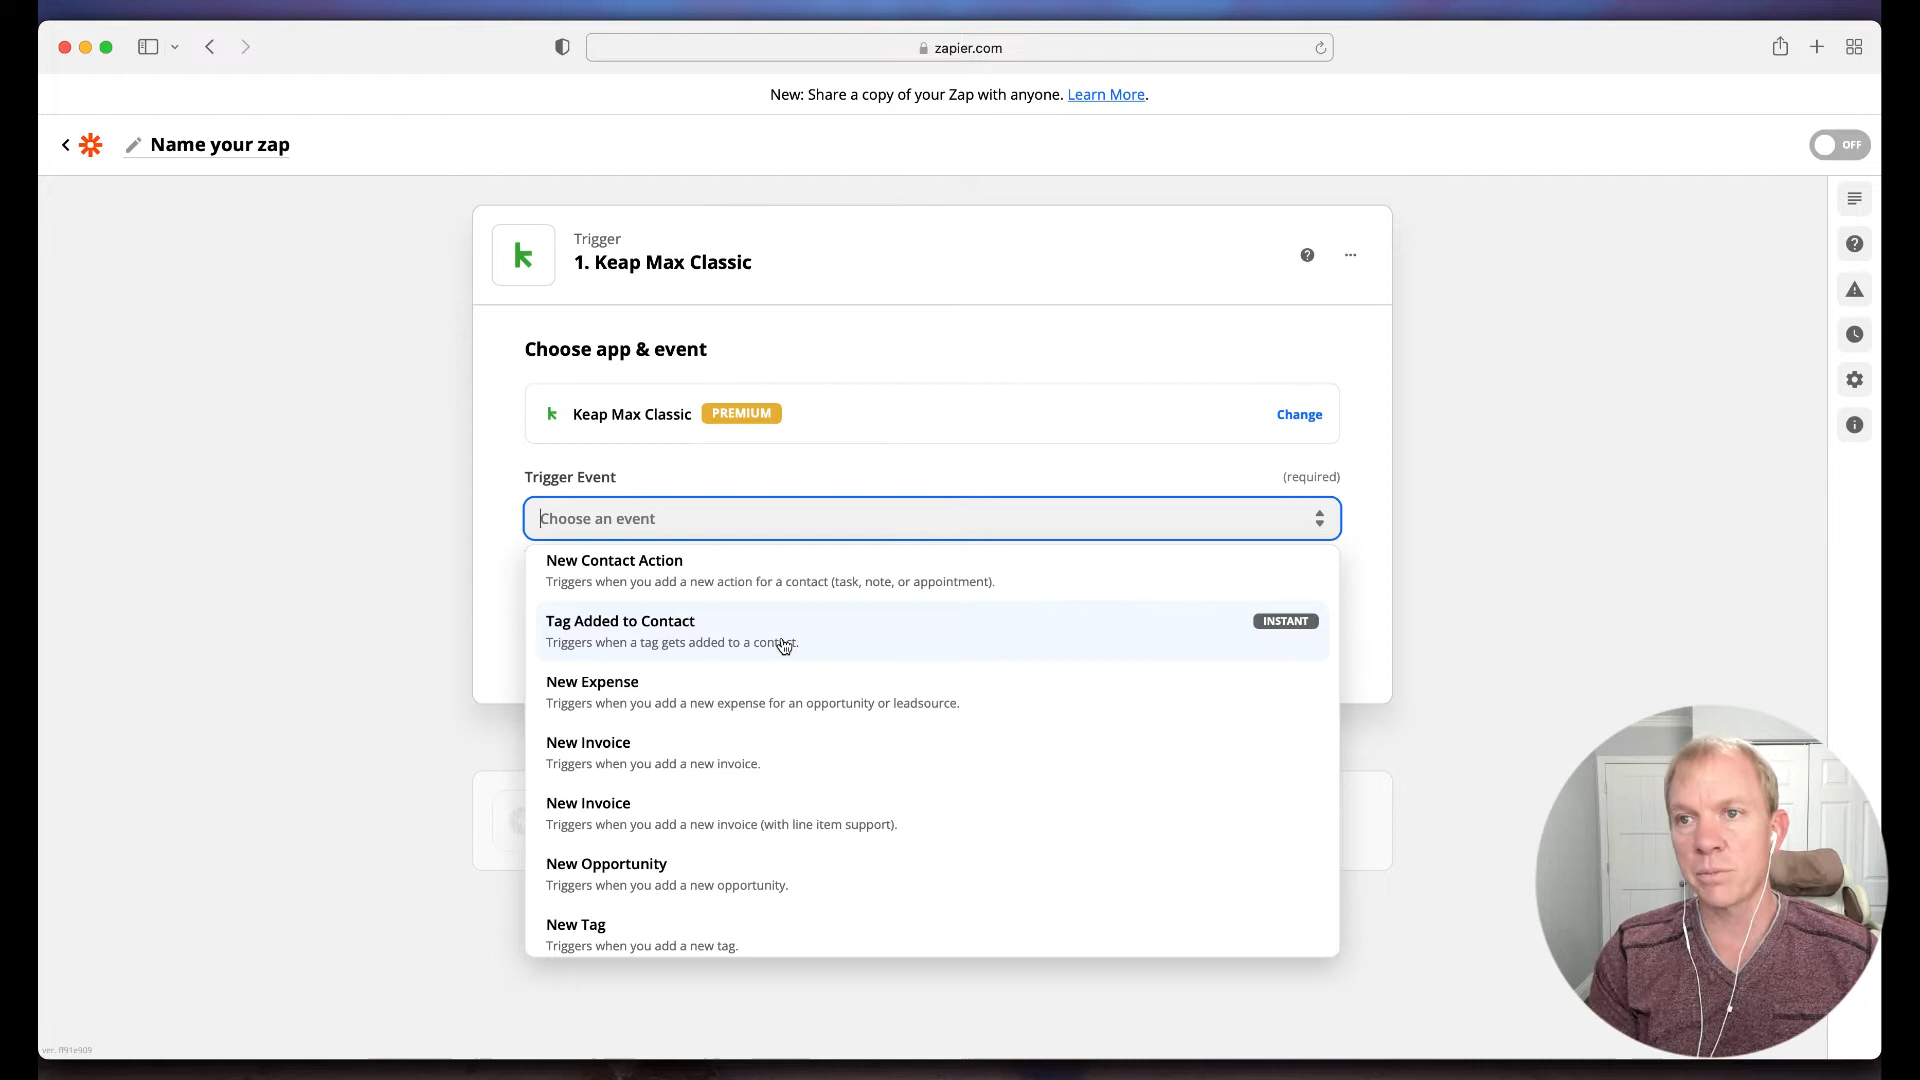 zapier.com
New: Share a copy of your Zap with anyone. Learn More.
Name your zap
OFF
Trigger
1. Keap Max Classic
Choose app & event
Keap Max Classic PREMIUM Change
Trigger Event (required)
Choose an event
New Contact Action
Triggers when you add a new action for a contact (task, note, or appointment).
Tag Added to Contact INSTANT
Triggers when a tag gets added to a contact.
New Expense
Triggers when you add a new expense for an opportunity or leadsource.
New Invoice
Triggers when you add a new invoice.
New Invoice
Triggers when you add a new invoice (with line item support).
New Opportunity
Triggers when you add a new opportunity.
New Tag
Triggers when you add a new tag.